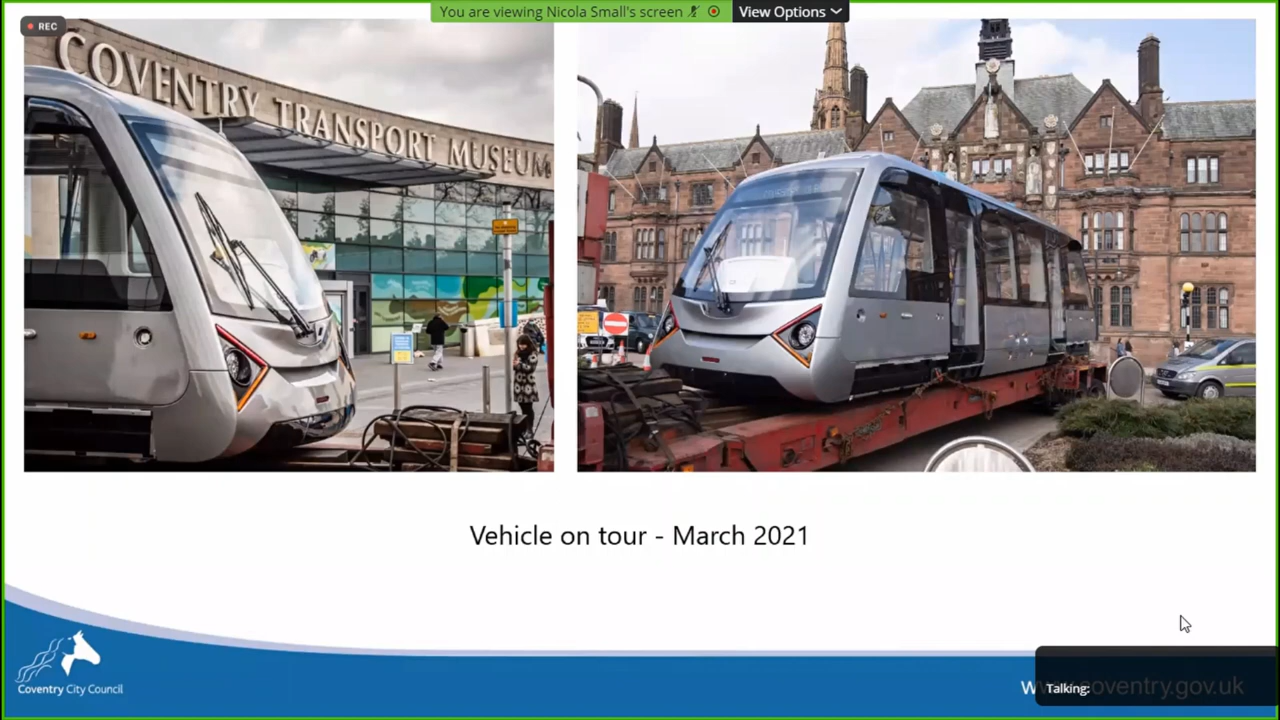 You are viewing Nicola Small's screen
View Options
REC
COVENTRY TRANSPORT MUSEUM
Vehicle on tour - March 2021
Coventry City Council
www.coventry.gov.uk
Talking: